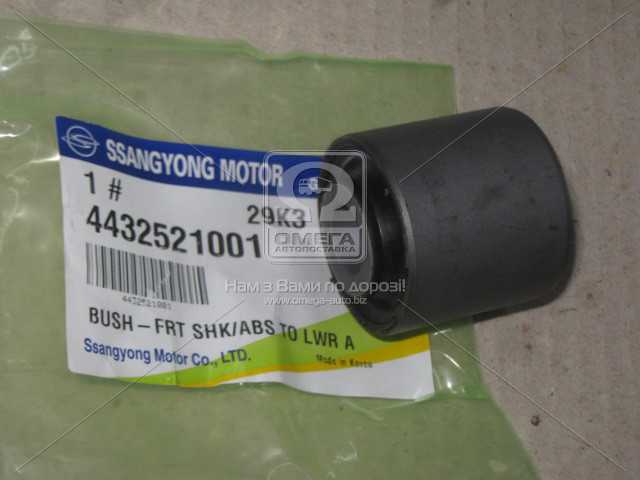 SSANGYONG MOTOR
1 #
29K3
4432521001
4432521001
BUSH - FRT SHK/ABS TO LWR A
Ssangyong Motor Co., LTD.
Made in Korea
2
ОМЕГА
АВТОПОСТАВКА
Нам з Вами по дорозі!
www.omega-auto.biz